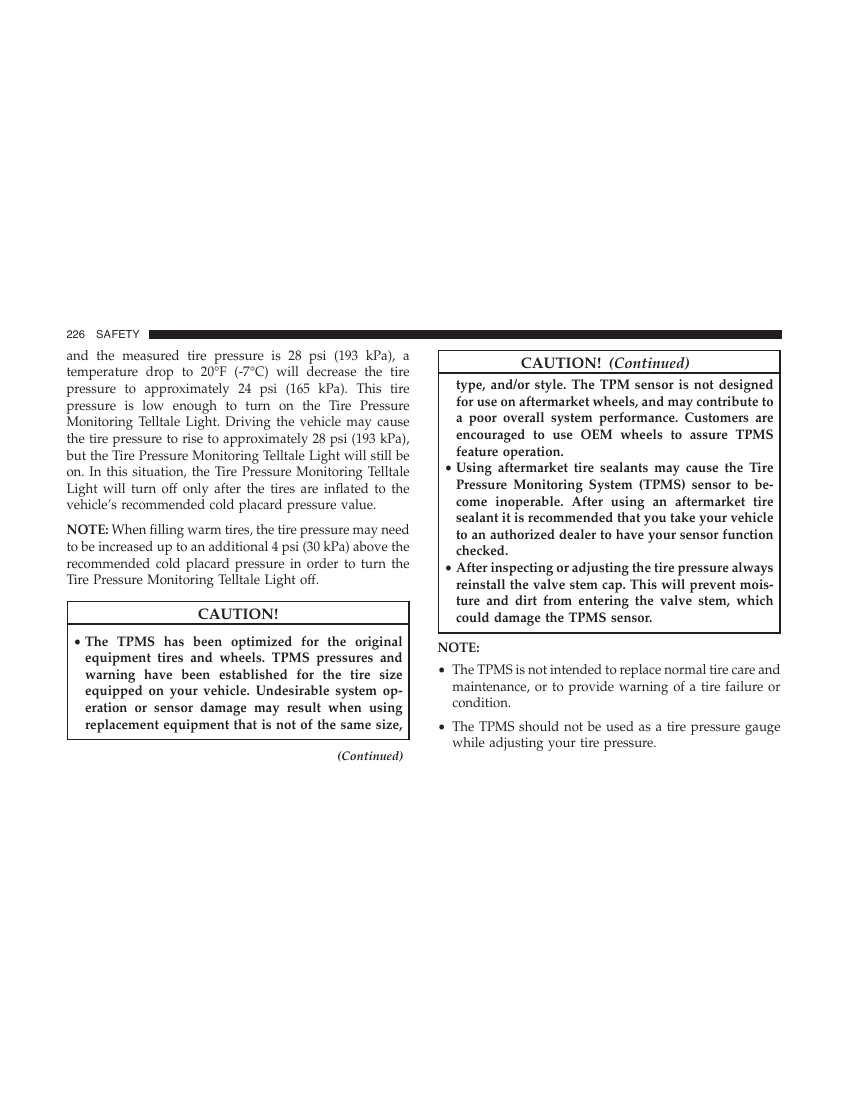 226 SAFETY
and the measured tire pressure is 28 psi (193 kPa), a
temperature drop to 20°F (-7°C) will decrease the tire
pressure to approximately 24 psi (165 kPa). This tire
pressure is low enough to turn on the Tire Pressure
Monitoring Telltale Light. Driving the vehicle may cause
the tire pressure to rise to approximately 28 psi (193 kPa),
but the Tire Pressure Monitoring Telltale Light will still be
on. In this situation, the Tire Pressure Monitoring Telltale
Light will turn off only after the tires are inflated to the
vehicle's recommended cold placard pressure value.
NOTE: When filling warm tires, the tire pressure may need
to be increased up to an additional 4 psi (30 kPa) above the
recommended cold placard pressure in order to turn the
Tire Pressure Monitoring Telltale Light off.
CAUTION!
• The TPMS has been optimized for the original
equipment tires and wheels. TPMS pressures and
warning have been established for the tire size
equipped on your vehicle. Undesirable system op-
eration or sensor damage may result when using
replacement equipment that is not of the same size,
(Continued)
CAUTION! (Continued)
type, and/or style. The TPM sensor is not designed
for use on aftermarket wheels, and may contribute to
a poor overall system performance. Customers are
encouraged to use OEM wheels to assure TPMS
feature operation.
• Using aftermarket tire sealants may cause the Tire
Pressure Monitoring System (TPMS) sensor to be-
come inoperable. After using an aftermarket tire
sealant it is recommended that you take your vehicle
to an authorized dealer to have your sensor function
checked.
• After inspecting or adjusting the tire pressure always
reinstall the valve stem cap. This will prevent mois-
ture and dirt from entering the valve stem, which
could damage the TPMS sensor.
NOTE:
• The TPMS is not intended to replace normal tire care and
maintenance, or to provide warning of a tire failure or
condition.
• The TPMS should not be used as a tire pressure gauge
while adjusting your tire pressure.